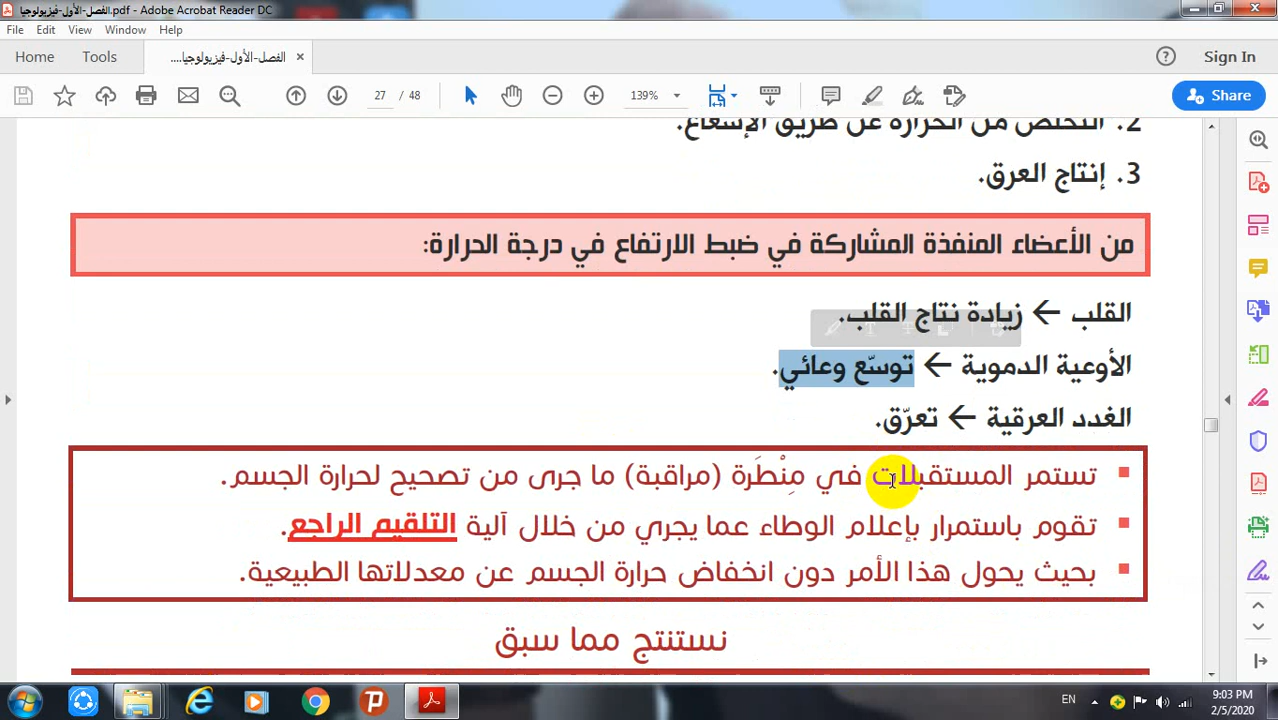 الفصل-الأول-فيزيولوجيا.pdf - Adobe Acrobat Reader DC
File Edit View Window Help
Home Tools الفصل-الأول-فيزيولوجيا.... × Sign In
27 / 48 139% Share
2. التخلص من الحرارة عن طريق الإشعاع.
3. إنتاج العرق.
من الأعضاء المنفذة المشاركة في ضبط الارتفاع في درجة الحرارة:
القلب ← زيادة نتاج القلب.
الأوعية الدموية ← توسّع وعائي.
الغدد العرقية ← تعرّق.
▪ تستمر المستقبلات في مِنْطَرة (مراقبة) ما جرى من تصحيح لحرارة الجسم.
▪ تقوم باستمرار بإعلام الوطاء عما يجري من خلال آلية التلقيم الراجع.
▪ بحيث يحول هذا الأمر دون انخفاض حرارة الجسم عن معدلاتها الطبيعية.
نستنتج مما سبق
EN 9:03 PM
2/5/2020